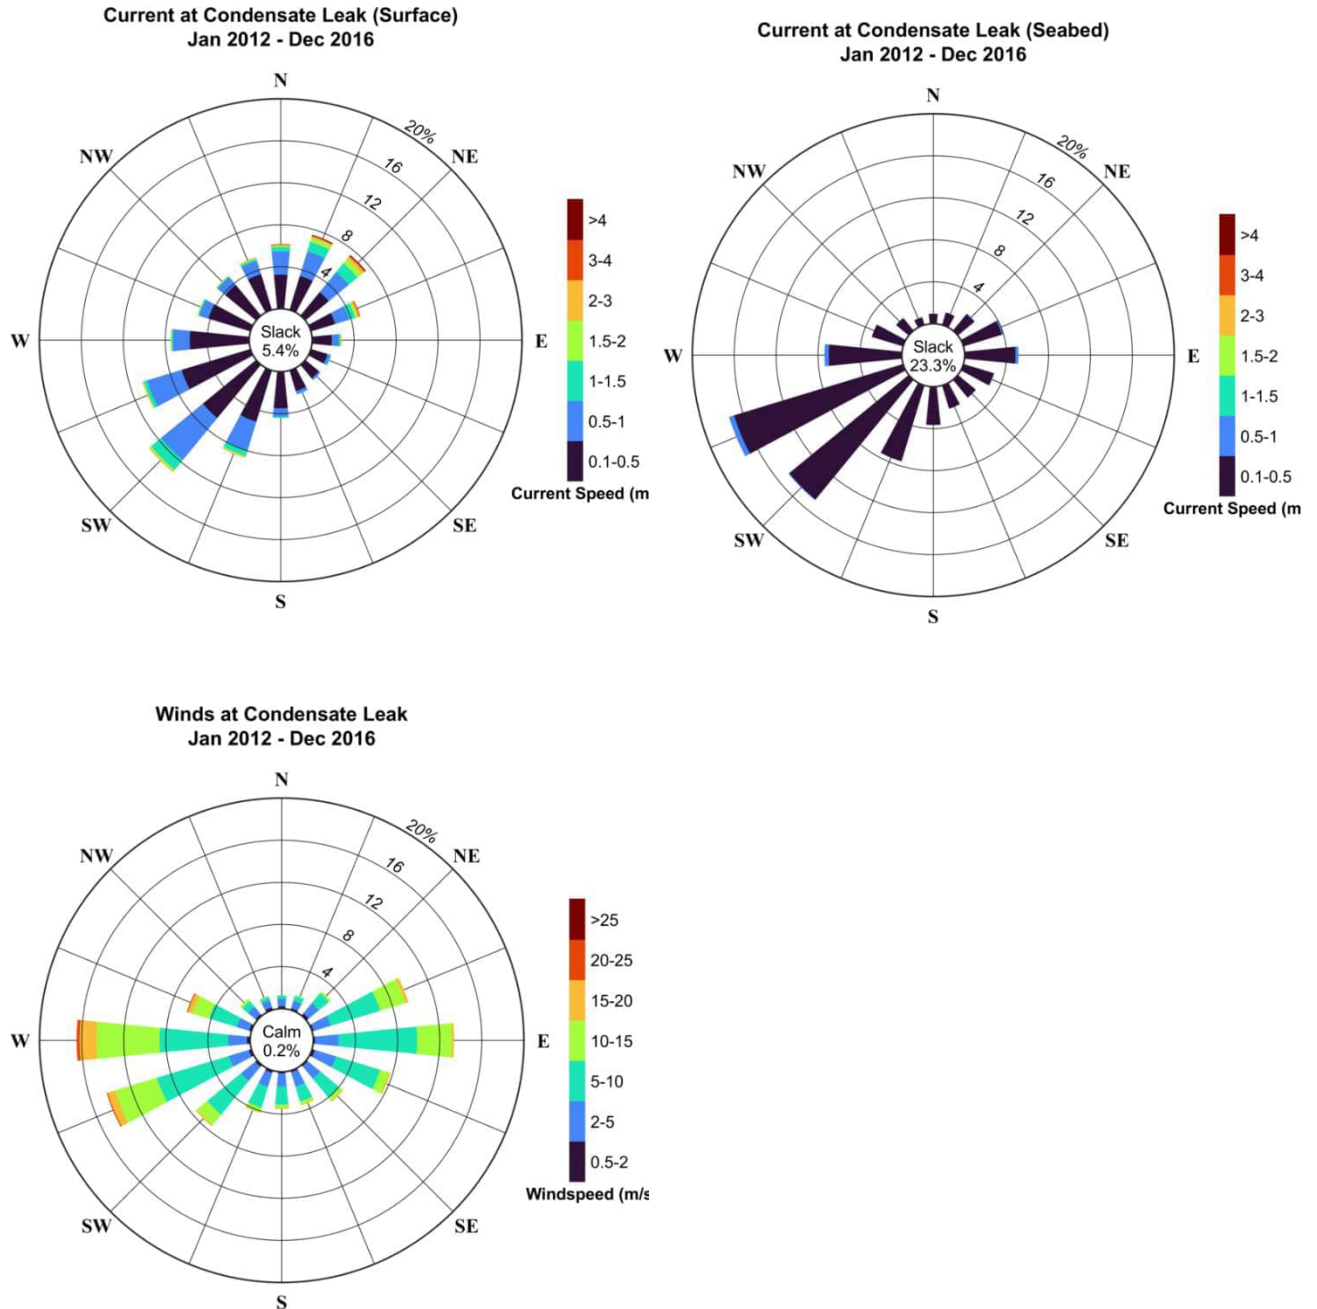 Current at Condensate Leak (Surface)
Jan 2012 - Dec 2016
N
NW
20%
NE
16
12
8
4
Slack
5.4%
W
E
SW
SE
S
>4
3-4
2-3
1.5-2
1-1.5
0.5-1
0.1-0.5
Current Speed (m
Current at Condensate Leak (Seabed)
Jan 2012 - Dec 2016
N
NW
20%
NE
16
12
8
4
Slack
23.3%
W
E
SW
SE
S
>4
3-4
2-3
1.5-2
1-1.5
0.5-1
0.1-0.5
Current Speed (m
Winds at Condensate Leak
Jan 2012 - Dec 2016
N
NW
20%
NE
16
12
8
4
Calm
0.2%
W
E
SW
SE
S
>25
20-25
15-20
10-15
5-10
2-5
0.5-2
Windspeed (m/s